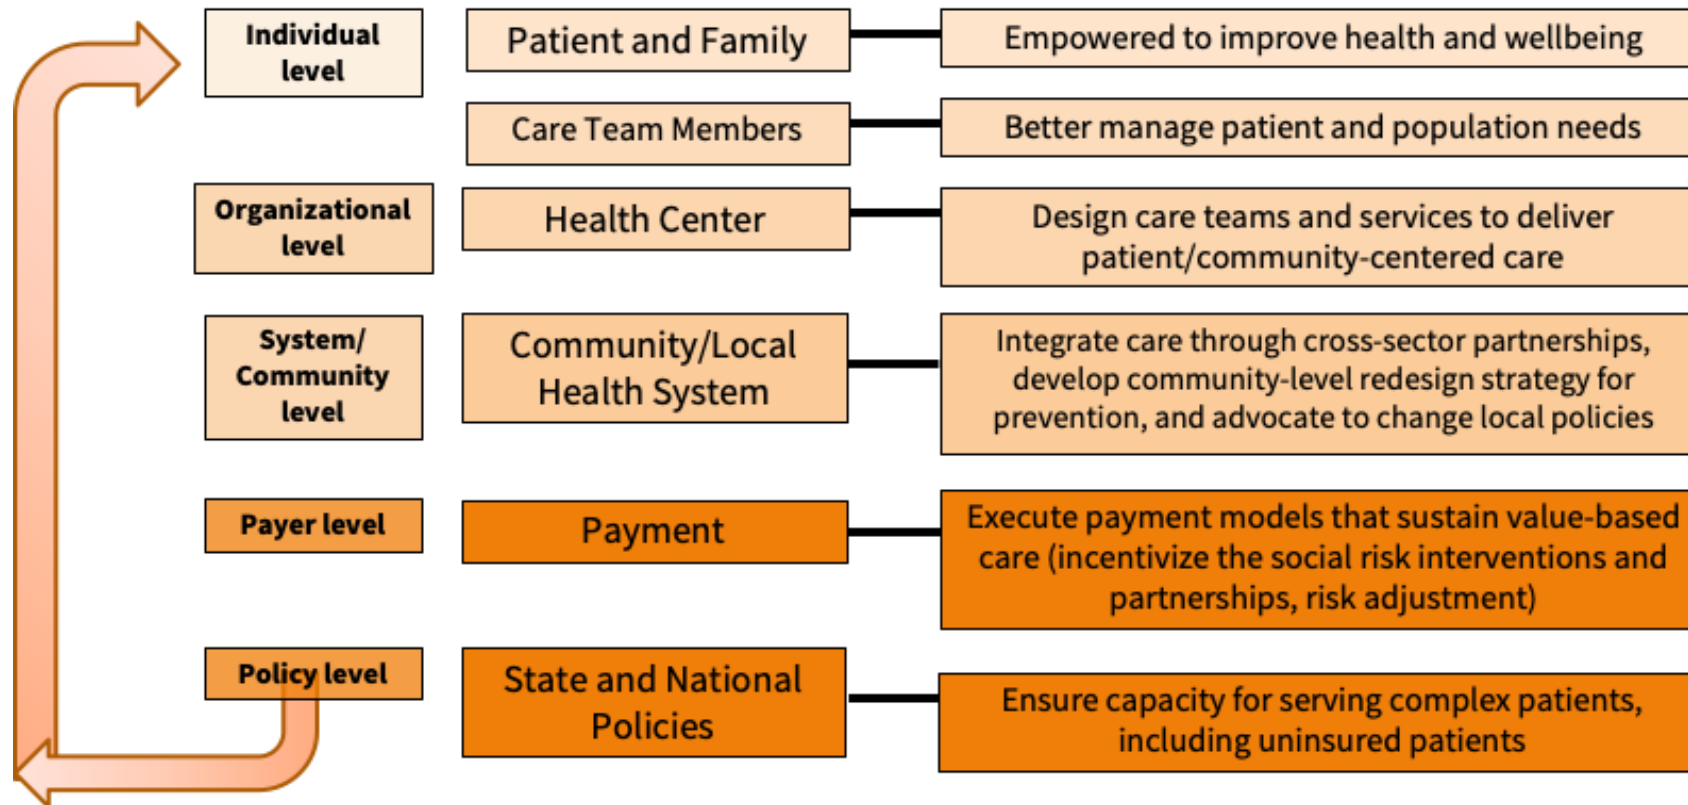 Individual
level
Patient and Family
Empowered to improve health and wellbeing
Care Team Members
Better manage patient and population needs
Organizational
level
Health Center
Design care teams and services to deliver
patient/community-centered care
System/
Community
level
Community/Local
Health System
Integrate care through cross-sector partnerships,
develop community-level redesign strategy for
prevention, and advocate to change local policies
Payer level
Payment
Execute payment models that sustain value-based
care (incentivize the social risk interventions and
partnerships, risk adjustment)
Policy level
State and National
Policies
Ensure capacity for serving complex patients,
including uninsured patients